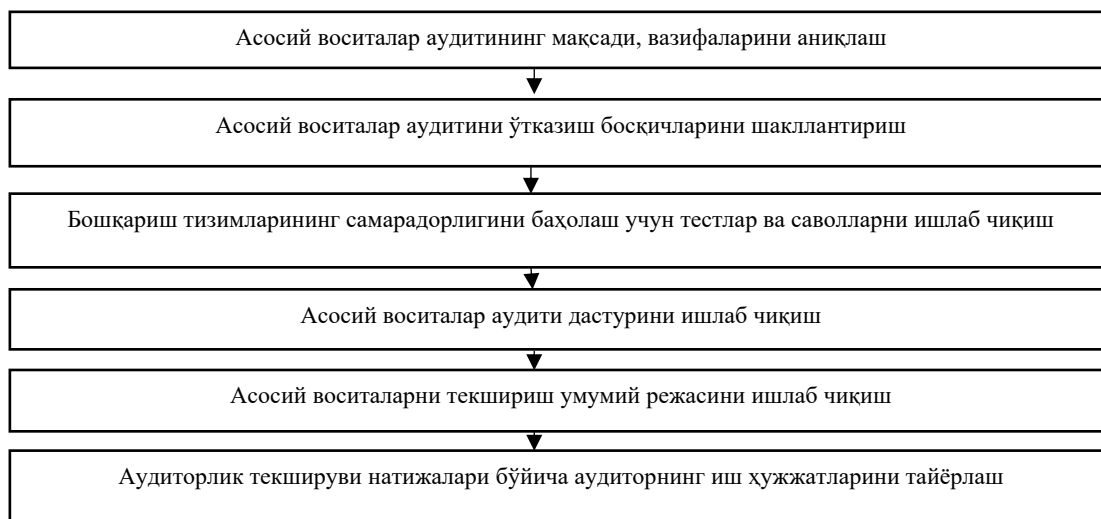 Асосий воситалар аудитининг мақсади, вазифаларини аниқлаш
Асосий воситалар аудитини ўтказиш босқичларини шакллантириш
Бошқариш тизимларининг самарадорлигини баҳолаш учун тестлар ва саволларни ишлаб чиқиш
Асосий воситалар аудити дастурини ишлаб чиқиш
Асосий воситаларни текшириш умумий режасини ишлаб чиқиш
Аудиторлик текшируви натижалари бўйича аудиторнинг иш ҳужжатларини тайёрлаш